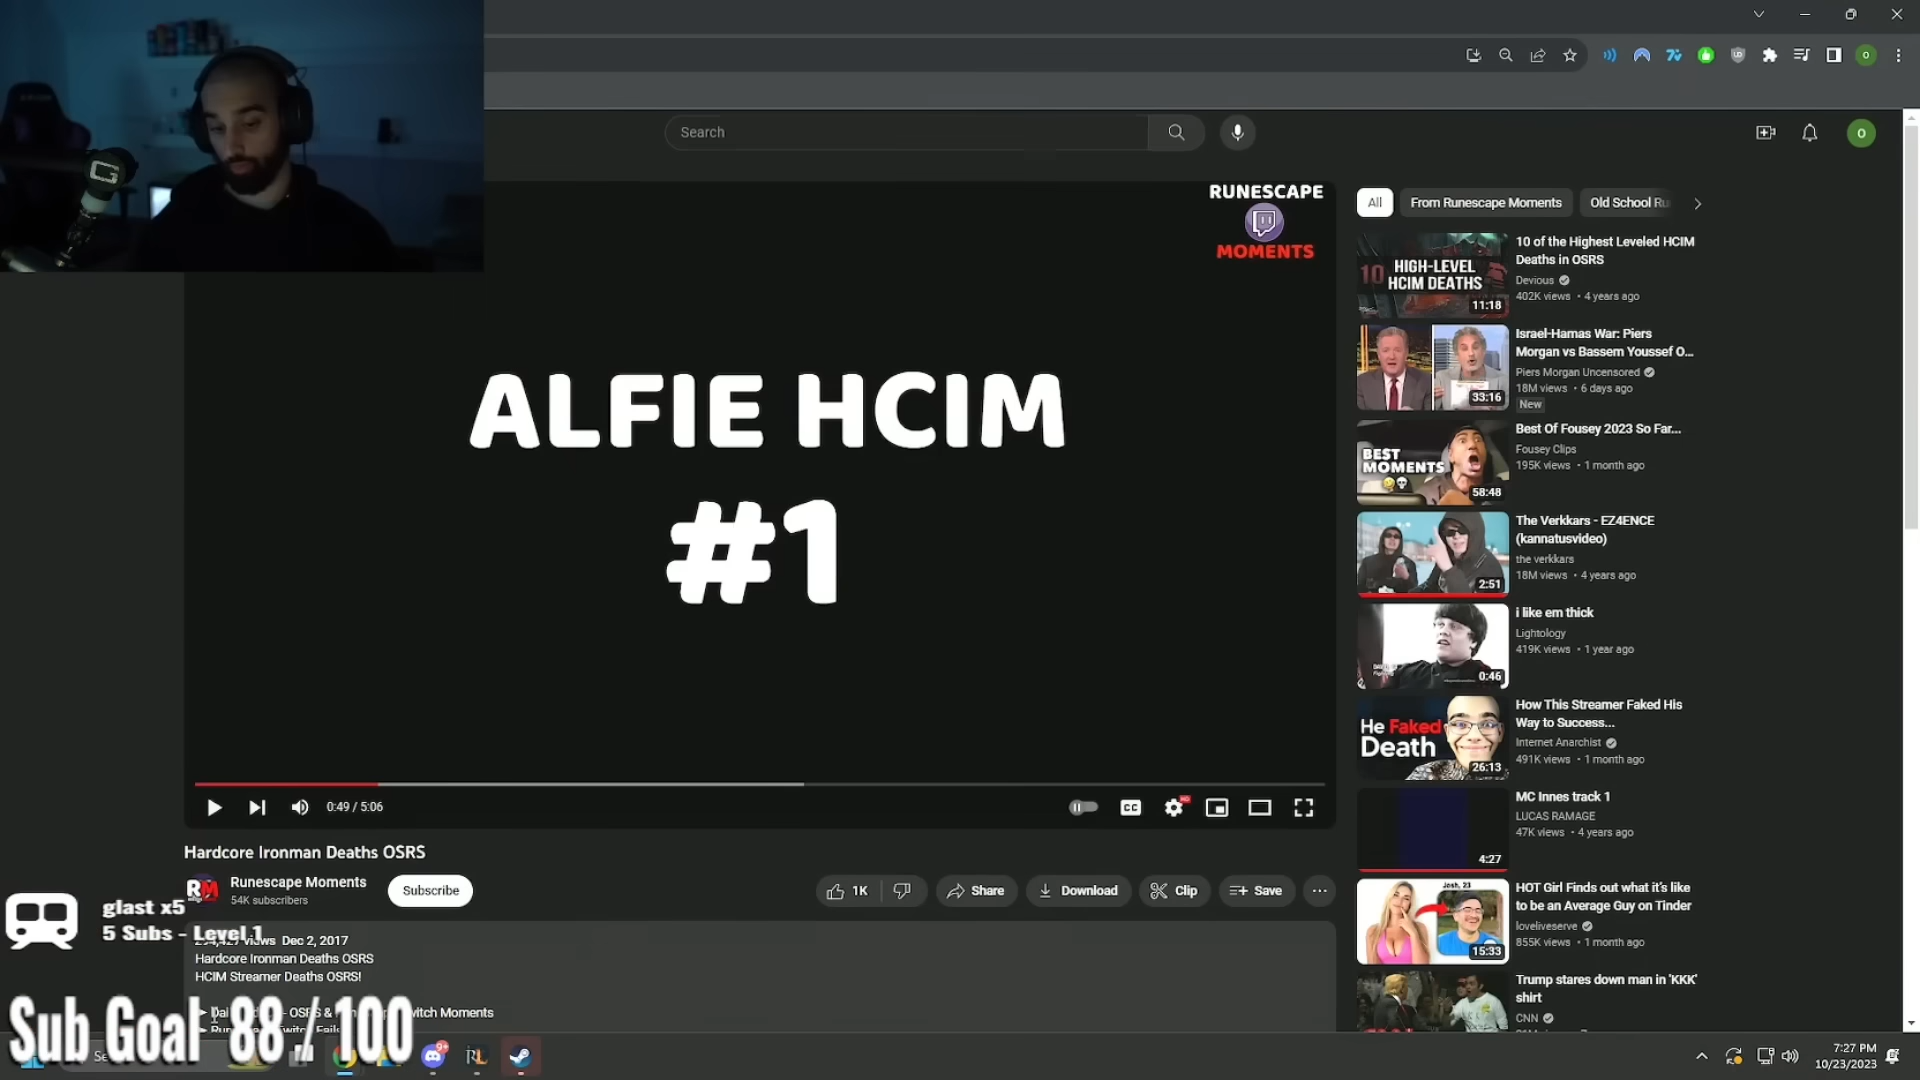 Search
RUNESCAPE
MOMENTS
ALFIE HCIM
#1
0:49 / 5:06
CC
HD
Hardcore Ironman Deaths OSRS
RM
Runescape Moments
54K subscribers
Subscribe
1K
Share
Download
Clip
Save
views Dec 2, 2017
Hardcore Ironman Deaths OSRS
HCIM Streamer Deaths OSRS!
glast x5
5 Subs - Level 1
Sub Goal 88 / 100
All
From Runescape Moments
Old School Ru
10 HIGH-LEVEL
HCIM DEATHS
11:18
10 of the Highest Leveled HCIM
Deaths in OSRS
Devious
402K views • 4 years ago
33:16
Israel-Hamas War: Piers
Morgan vs Bassem Youssef O...
Piers Morgan Uncensored
18M views • 6 days ago
New
BEST
MOMENTS
58:48
Best Of Fousey 2023 So Far...
Fousey Clips
195K views • 1 month ago
2:51
The Verkkars - EZ4ENCE
(kannatusvideo)
the verkkars
18M views • 4 years ago
0:46
i like em thick
Lightology
419K views • 1 year ago
He Faked
Death
26:13
How This Streamer Faked His
Way to Success...
Internet Anarchist
491K views • 1 month ago
4:27
MC Innes track 1
LUCAS RAMAGE
47K views • 4 years ago
Josh, 23
15:33
HOT Girl Finds out what it's like
to be an Average Guy on Tinder
loveliveserve
855K views • 1 month ago
Trump stares down man in 'KKK'
shirt
CNN
7:27 PM
10/23/2023